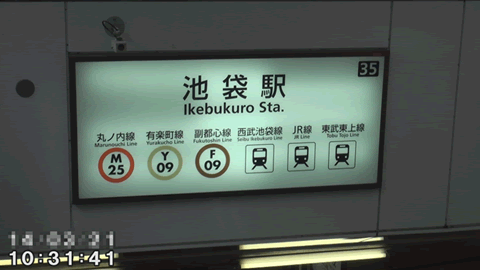 35
池袋駅
Ikebukuro Sta.
丸ノ内線 有楽町線 副都心線 西武池袋線 JR線 東武東上線
Marunouchi Line Yurakucho Line Fukutoshin Line Seibu Ikebukuro Line JR Line Tobu Tojo Line
M Y F
25 09 09
10:31:41